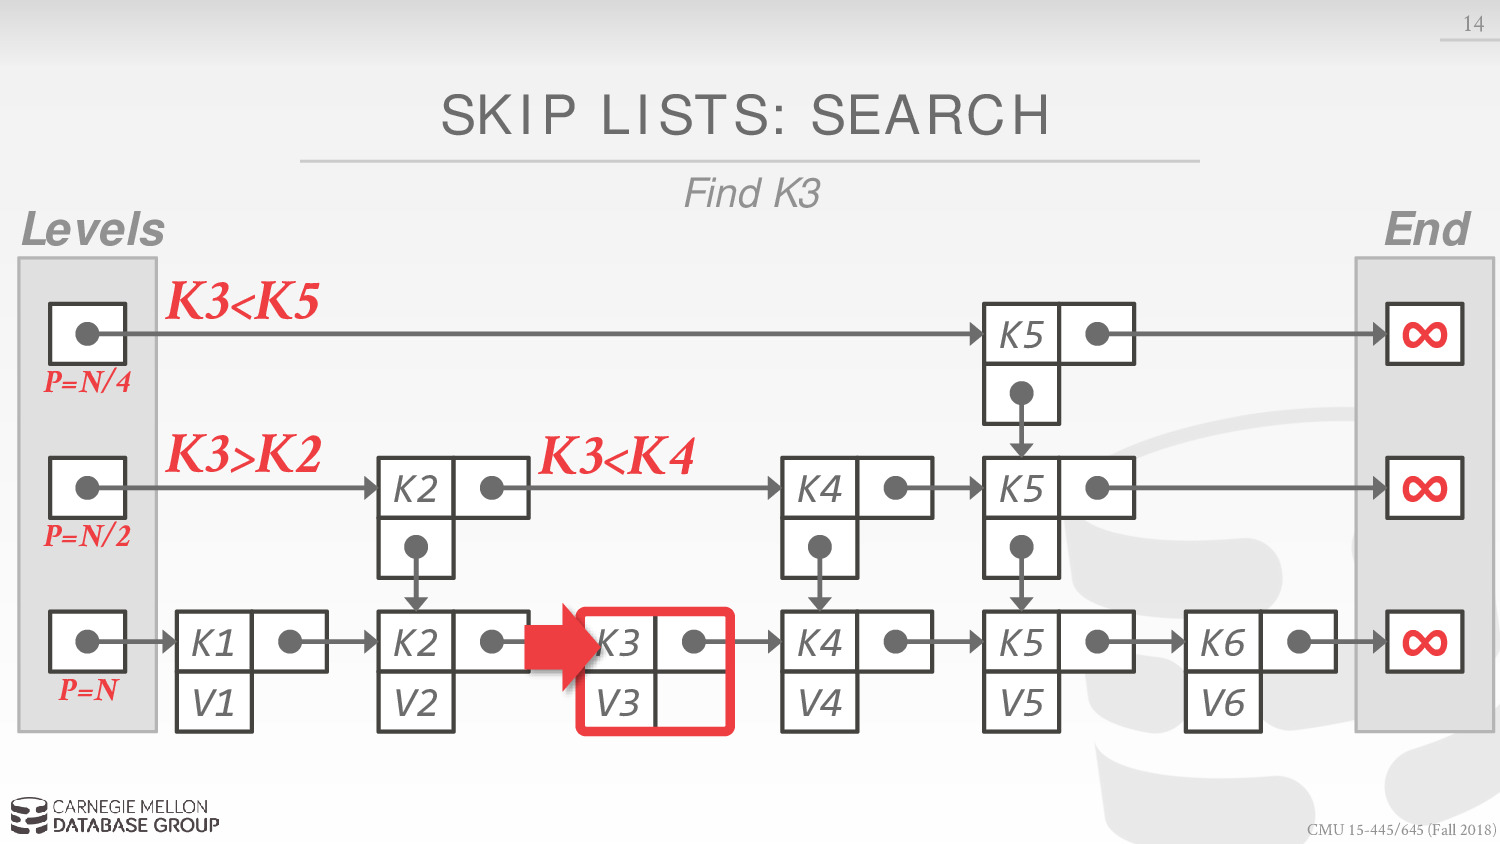 14
SKIP LISTS: SEARCH
Find K3
Levels
End
K3<K5
K5
∞
P=N/4
K3>K2
K3<K4
K2
K4
K5
∞
P=N/2
K1
K2
K3
K4
K5
K6
∞
P=N
V1
V2
V3
V4
V5
V6
CARNEGIE MELLON
DATABASE GROUP
CMU 15-445/645 (Fall 2018)